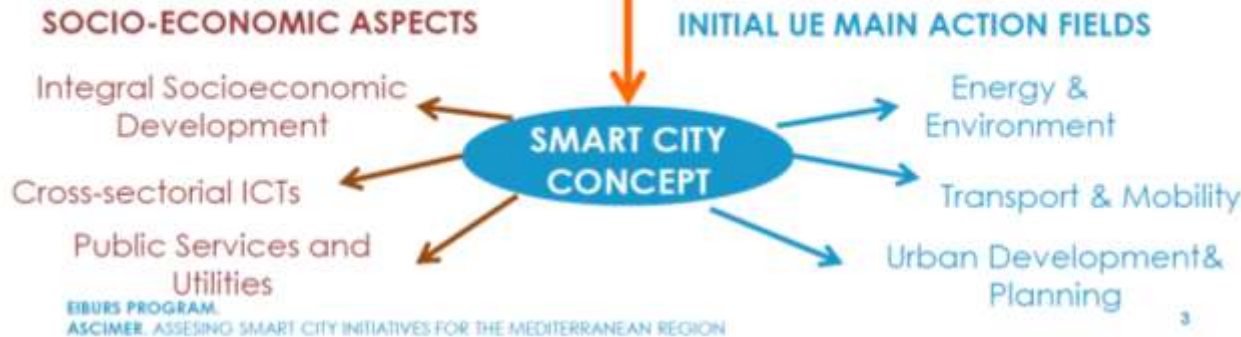 SOCIO-ECONOMIC ASPECTS
INITIAL UE MAIN ACTION FIELDS
Integral Socioeconomic
Development
Cross-sectorial ICTs
Public Services and
Utilities
SMART CITY
CONCEPT
Energy &
Environment
Transport & Mobility
Urban Development&
Planning
EIBURS PROGRAM.
ASCIMER. ASSESING SMART CITY INITIATIVES FOR THE MEDITERRANEAN REGION
3